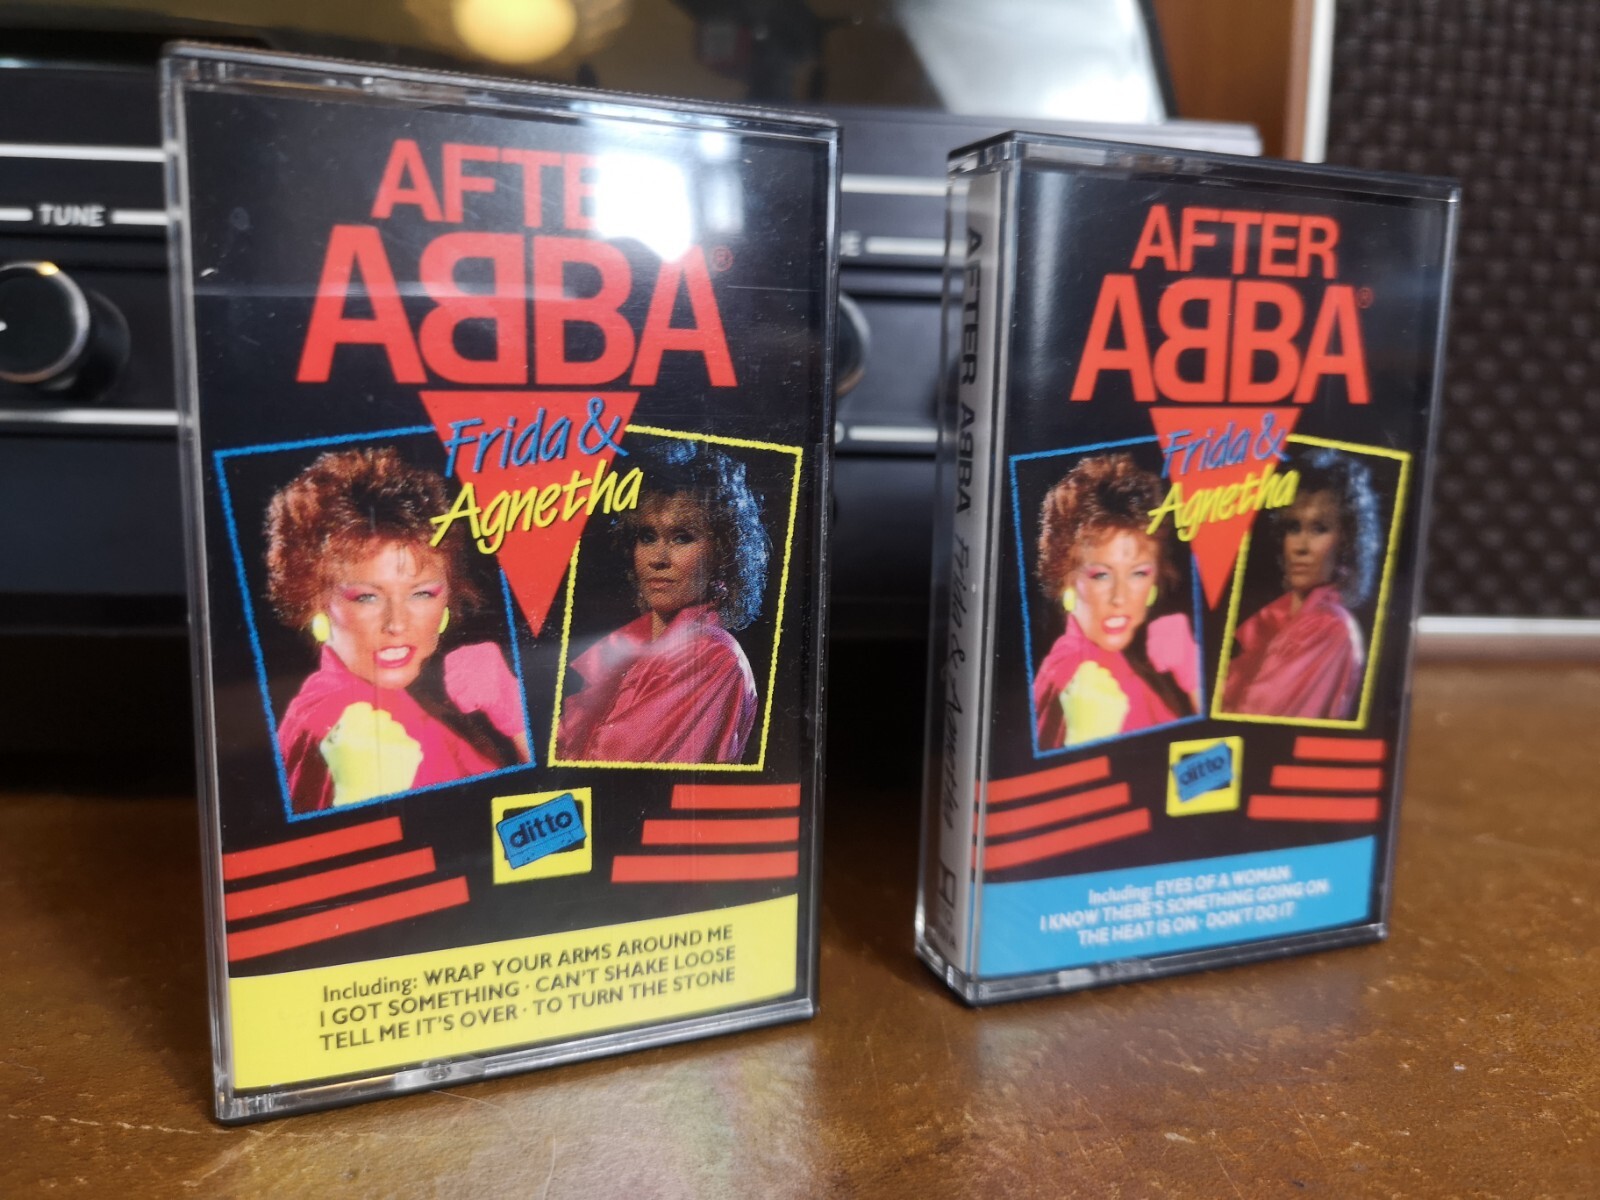 TUNE
AFTER
ABBA®
Frida &
Agnetha
ditto
Including: WRAP YOUR ARMS AROUND ME
I GOT SOMETHING · CAN'T SHAKE LOOSE
TELL ME IT'S OVER · TO TURN THE STONE
AFTER ABBA Frida & Agnetha
AFTER
ABBA®
Frida &
Agnetha
ditto
Including: EYES OF A WOMAN
I KNOW THERE'S SOMETHING GOING ON
THE HEAT IS ON · DON'T DO IT